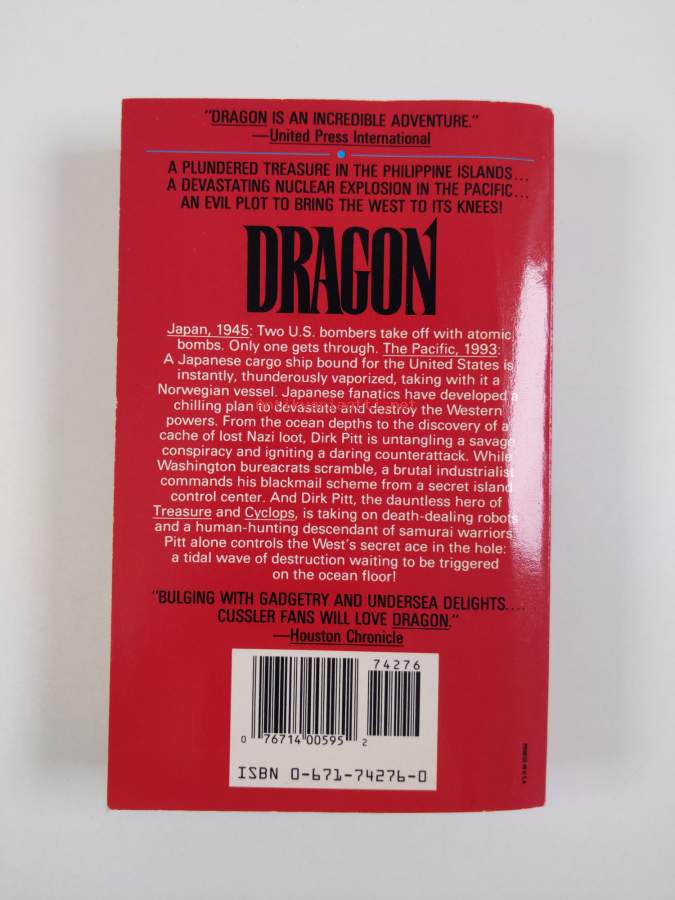 "DRAGON IS AN INCREDIBLE ADVENTURE."
—United Press International
A PLUNDERED TREASURE IN THE PHILIPPINE ISLANDS...
A DEVASTATING NUCLEAR EXPLOSION IN THE PACIFIC...
AN EVIL PLOT TO BRING THE WEST TO ITS KNEES!
DRAGON
Japan, 1945: Two U.S. bombers take off with atomic
bombs. Only one gets through. The Pacific, 1993:
A Japanese cargo ship bound for the United States is
instantly, thunderously vaporized, taking with it a
Norwegian vessel. Japanese fanatics have developed a
chilling plan to devastate and destroy the Western
powers. From the ocean depths to the discovery of a
cache of lost Nazi loot, Dirk Pitt is untangling a savage
conspiracy and igniting a daring counterattack. While
Washington bureacrats scramble, a brutal industrialist
commands his blackmail scheme from a secret island
control center. And Dirk Pitt, the dauntless hero of
Treasure and Cyclops, is taking on death-dealing robots
and a human-hunting descendant of samurai warriors.
Pitt alone controls the West's secret ace in the hole:
a tidal wave of destruction waiting to be triggered
on the ocean floor!
"BULGING WITH GADGETRY AND UNDERSEA DELIGHTS....
CUSSLER FANS WILL LOVE DRAGON."
—Houston Chronicle
74276
0 76714 00595 2
ISBN 0-671-74276-0
PRINTED IN U.S.A.